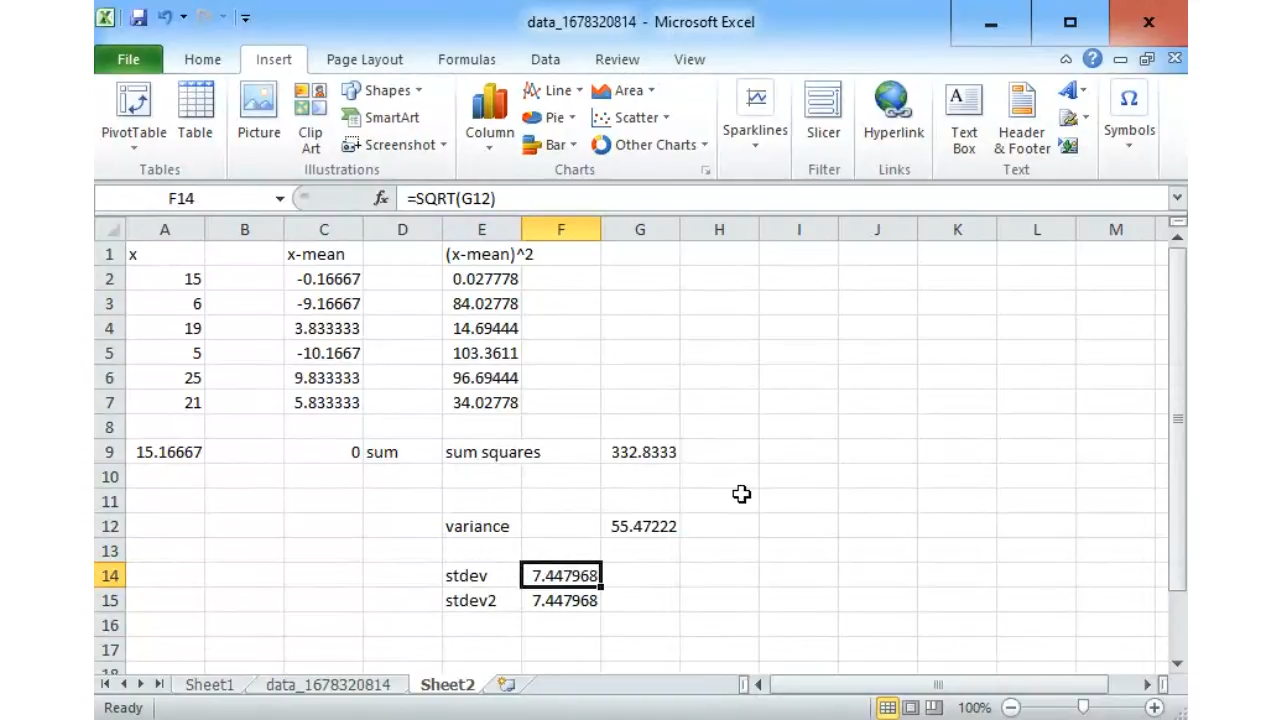 data_1678320814 - Microsoft Excel
File Home Insert Page Layout Formulas Data Review View
PivotTable Table Picture Clip Art Shapes SmartArt Screenshot Column Line Pie Bar Area Scatter Other Charts Sparklines Slicer Hyperlink Text Box Header & Footer Symbols
Tables Illustrations Charts Filter Links Text
F14 fx =SQRT(G12)
A B C D E F G H I J K L M
1 x x-mean (x-mean)^2
2 15 -0.16667 0.027778
3 6 -9.16667 84.02778
4 19 3.833333 14.69444
5 5 -10.1667 103.3611
6 25 9.833333 96.69444
7 21 5.833333 34.02778
8
9 15.16667 0 sum sum squares 332.8333
10
11
12 variance 55.47222
13
14 stdev 7.447968
15 stdev2 7.447968
16
17
18
Sheet1 data_1678320814 Sheet2
Ready 100%